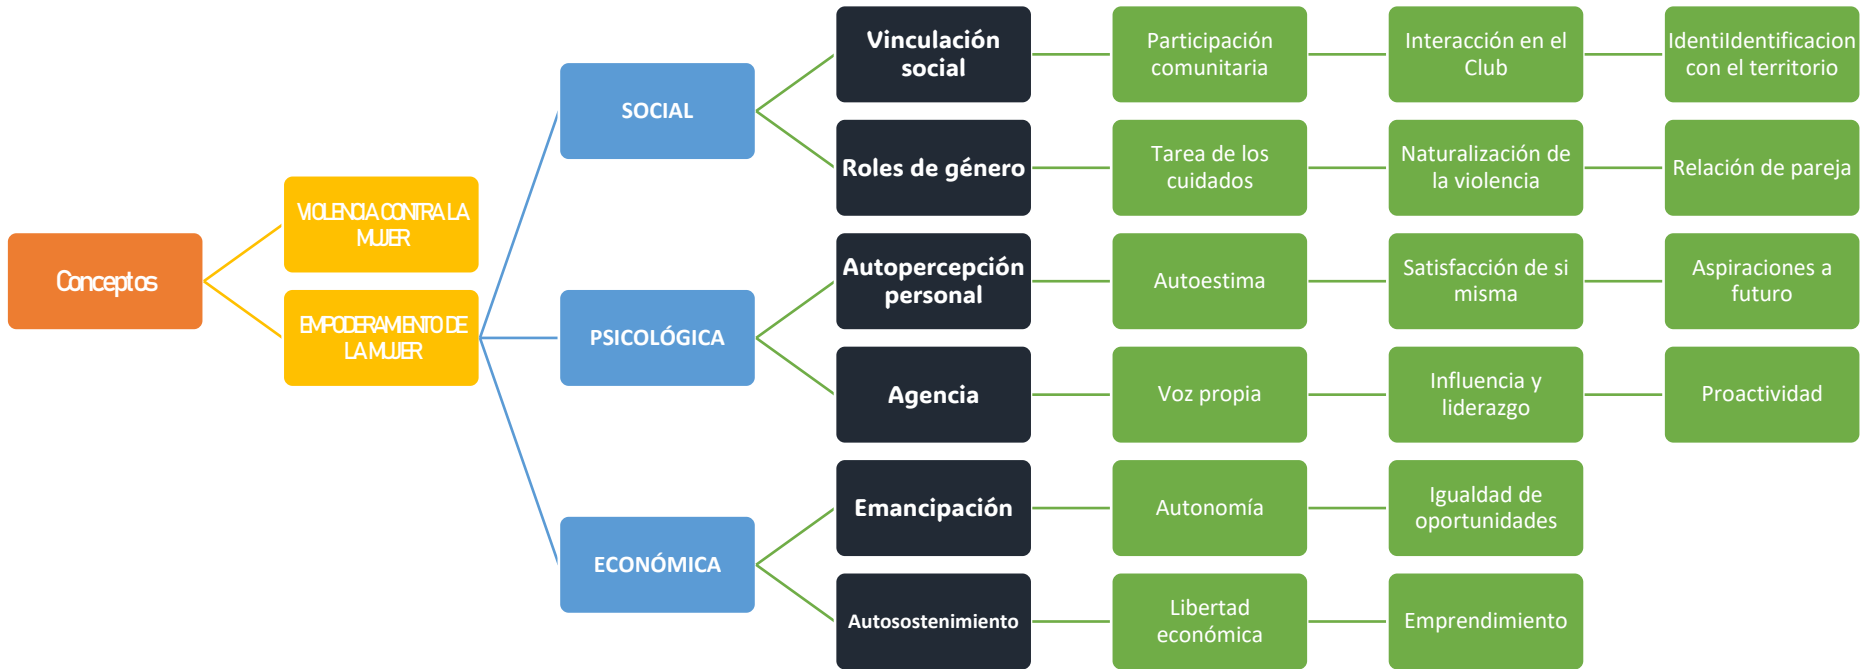 Conceptos
VIOLENCIA CONTRA LA
MUJER
EMPODERAMIENTO DE
LA MUJER
SOCIAL
Vinculación
social
Participación
comunitaria
Interacción en el
Club
IdentiIdentificacion
con el territorio
Roles de género
Tarea de los
cuidados
Naturalización de
la violencia
Relación de pareja
PSICOLÓGICA
Autopercepción
personal
Autoestima
Satisfacción de si
misma
Aspiraciones a
futuro
Agencia
Voz propia
Influencia y
liderazgo
Proactividad
ECONÓMICA
Emancipación
Autonomía
Igualdad de
oportunidades
Autosostenimiento
Libertad
económica
Emprendimiento